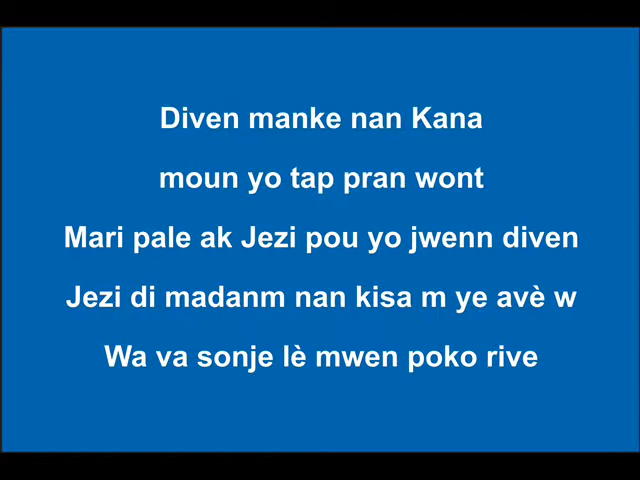 Diven manke nan Kana
moun yo tap pran wont
Mari pale ak Jezi pou yo jwenn diven
Jezi di madanm nan kisa m ye avè w
Wa va sonje lè mwen poko rive